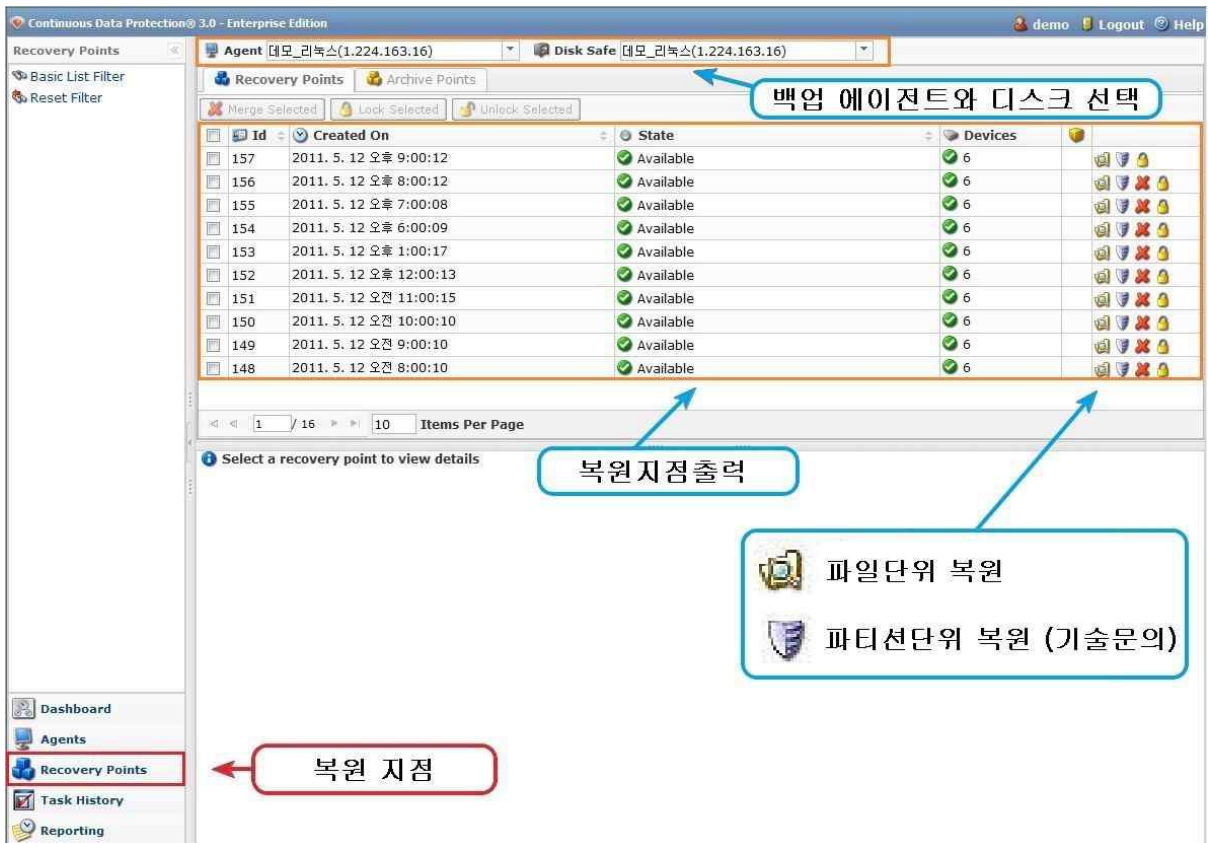 Continuous Data Protection® 3.0 - Enterprise Edition demo Logout Help
Recovery Points Agent 데모_리눅스(1.224.163.16) Disk Safe 데모_리눅스(1.224.163.16)
Basic List Filter
Reset Filter
Recovery Points Archive Points
백업 에이전트와 디스크 선택
Merge Selected Lock Selected Unlock Selected
Id Created On State Devices
157 2011. 5. 12 오후 9:00:12 Available 6
156 2011. 5. 12 오후 8:00:12 Available 6
155 2011. 5. 12 오후 7:00:08 Available 6
154 2011. 5. 12 오후 6:00:09 Available 6
153 2011. 5. 12 오후 1:00:17 Available 6
152 2011. 5. 12 오후 12:00:13 Available 6
151 2011. 5. 12 오전 11:00:15 Available 6
150 2011. 5. 12 오전 10:00:10 Available 6
149 2011. 5. 12 오전 9:00:10 Available 6
148 2011. 5. 12 오전 8:00:10 Available 6
1 / 16 10 Items Per Page
Select a recovery point to view details
복원지점출력
파일단위 복원
파티션단위 복원 (기술문의)
Dashboard
Agents
Recovery Points
복원 지점
Task History
Reporting